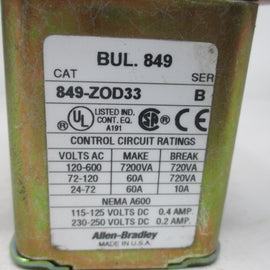 BUL. 849
CAT SER
849-ZOD33 B
UL LISTED IND. CONT. EQ. A191 CSA
CONTROL CIRCUIT RATINGS
VOLTS AC MAKE BREAK
120-600 7200VA 720VA
72-120 60A 720VA
24-72 60A 10A
NEMA A600
115-125 VOLTS DC 0.4 AMP
230-250 VOLTS DC 0.2 AMP
Allen-Bradley
MADE IN U.S.A.